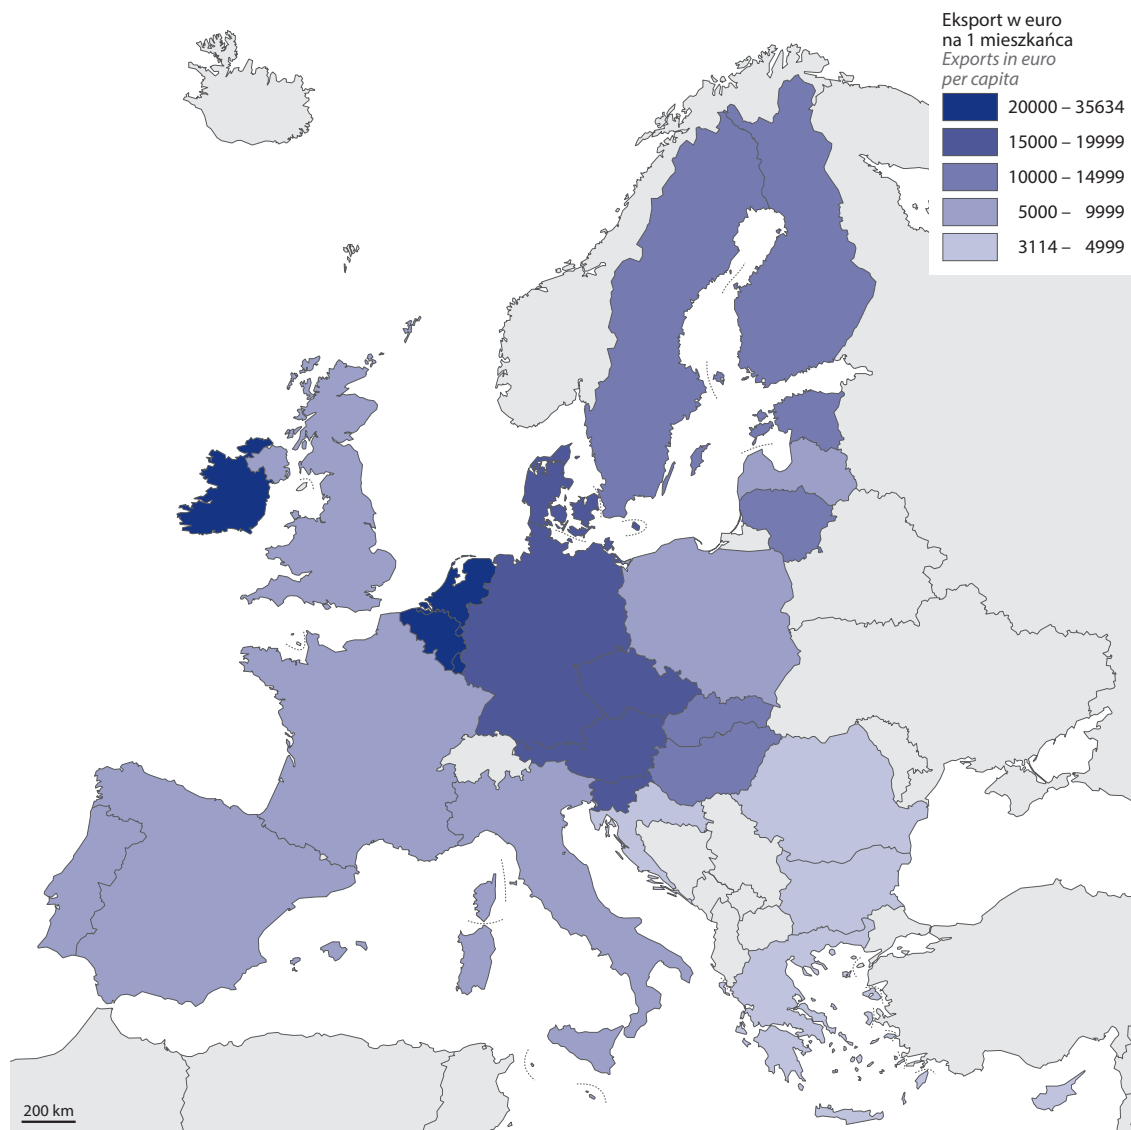 Eksport w euro
na 1 mieszkańca
Exports in euro
per capita
20000 – 35634
15000 – 19999
10000 – 14999
5000 – 9999
3114 – 4999
200 km